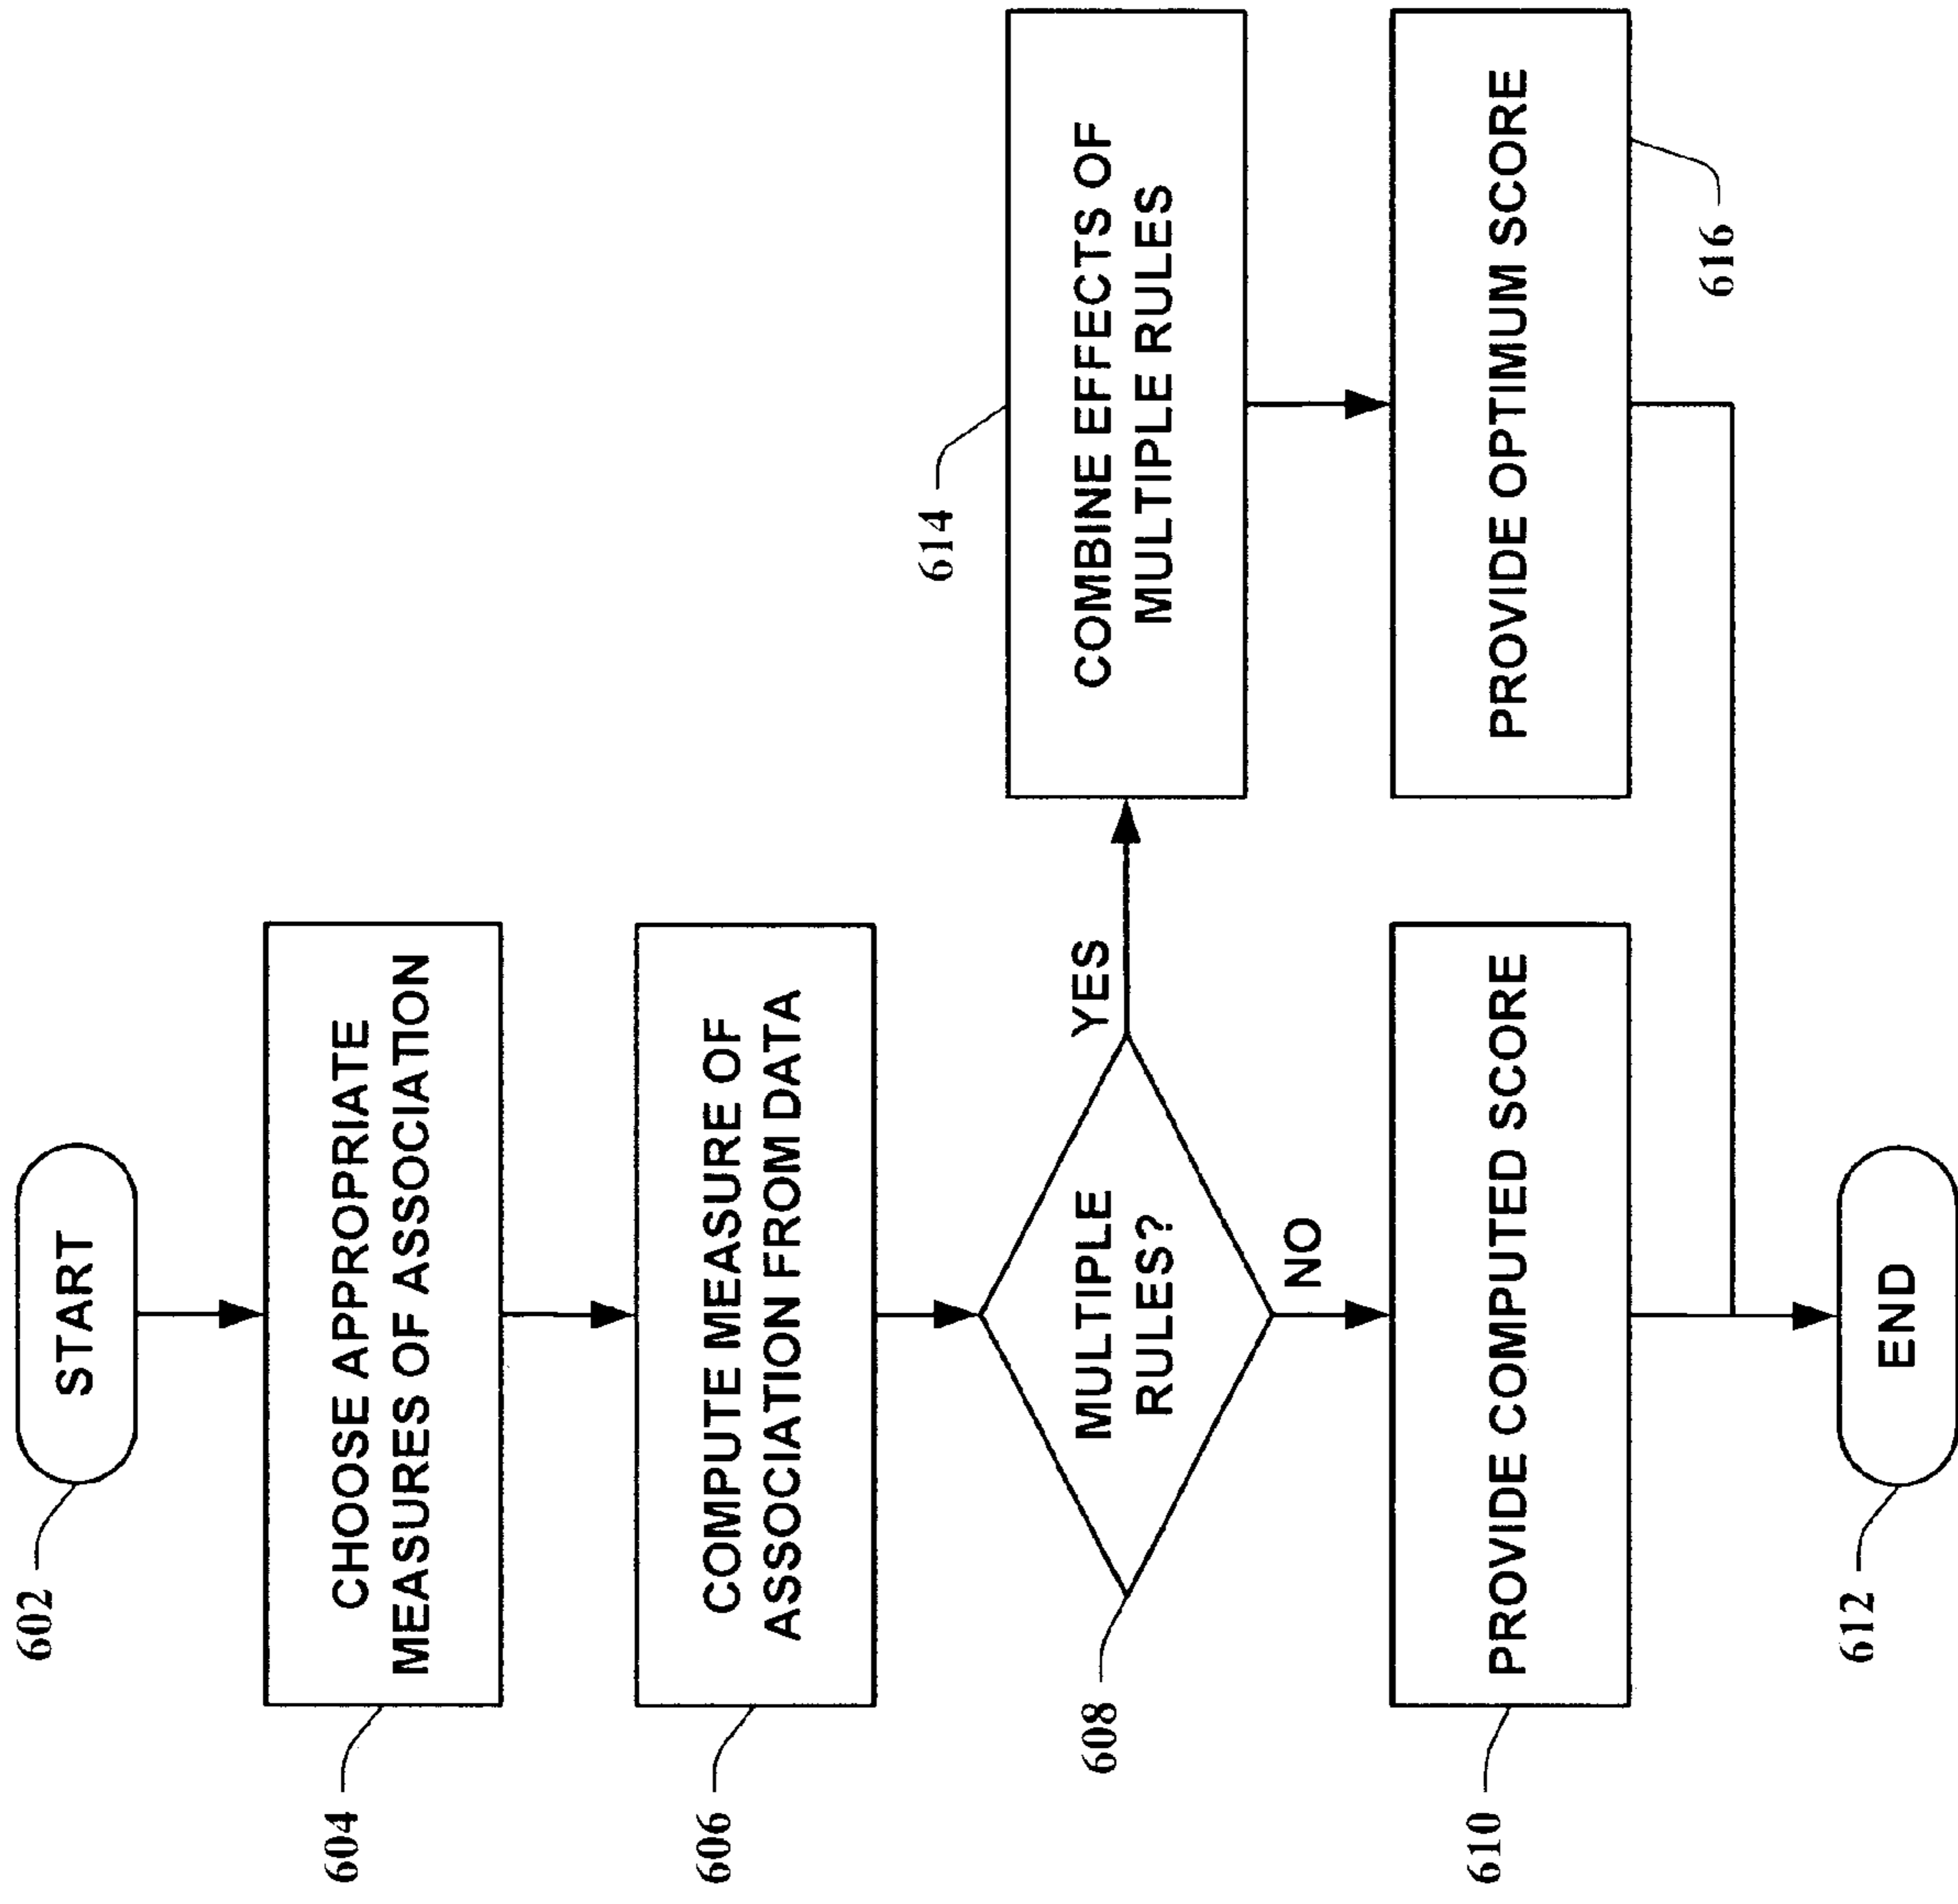 602
START
604
CHOOSE APPROPRIATE
MEASURES OF ASSOCIATION
606
COMPUTE MEASURE OF
ASSOCIATION FROM DATA
608
MULTIPLE
RULES?
YES
NO
614
COMBINE EFFECTS OF
MULTIPLE RULES
610
PROVIDE COMPUTED SCORE
PROVIDE OPTIMUM SCORE
616
612
END